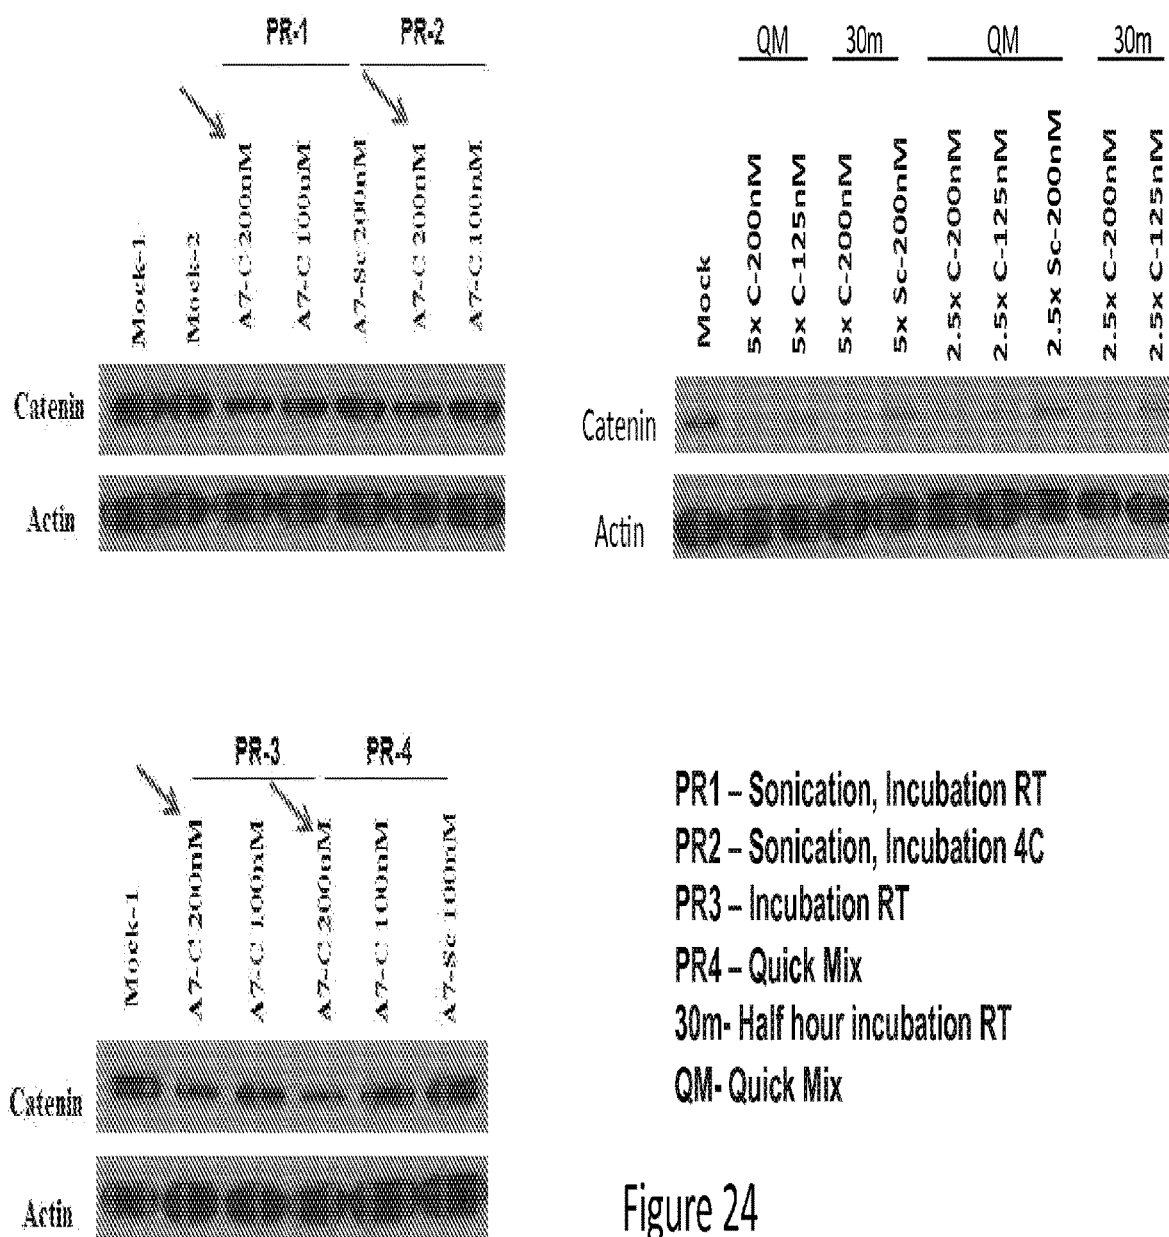 PR-1 PR-2
Mock-1
Mock-2
A7-C 200nM
A7-C 100nM
A7-Sc 200nM
A7-C 200nM
A7-C 100nM
Catenin
Actin
QM 30m QM 30m
Mock
5x C-200nM
5x C-125nM
5x C-200nM
5x Sc-200nM
2.5x C-200nM
2.5x C-125nM
2.5x Sc-200nM
2.5x C-200nM
2.5x C-125nM
Catenin
Actin
PR-3 PR-4
Mock-1
A7-C 200nM
A7-C 100nM
A7-C 200nM
A7-C 100nM
A7-Sc 100nM
Catenin
Actin
PR1 – Sonication, Incubation RT
PR2 – Sonication, Incubation 4C
PR3 – Incubation RT
PR4 – Quick Mix
30m- Half hour incubation RT
QM- Quick Mix
Figure 24